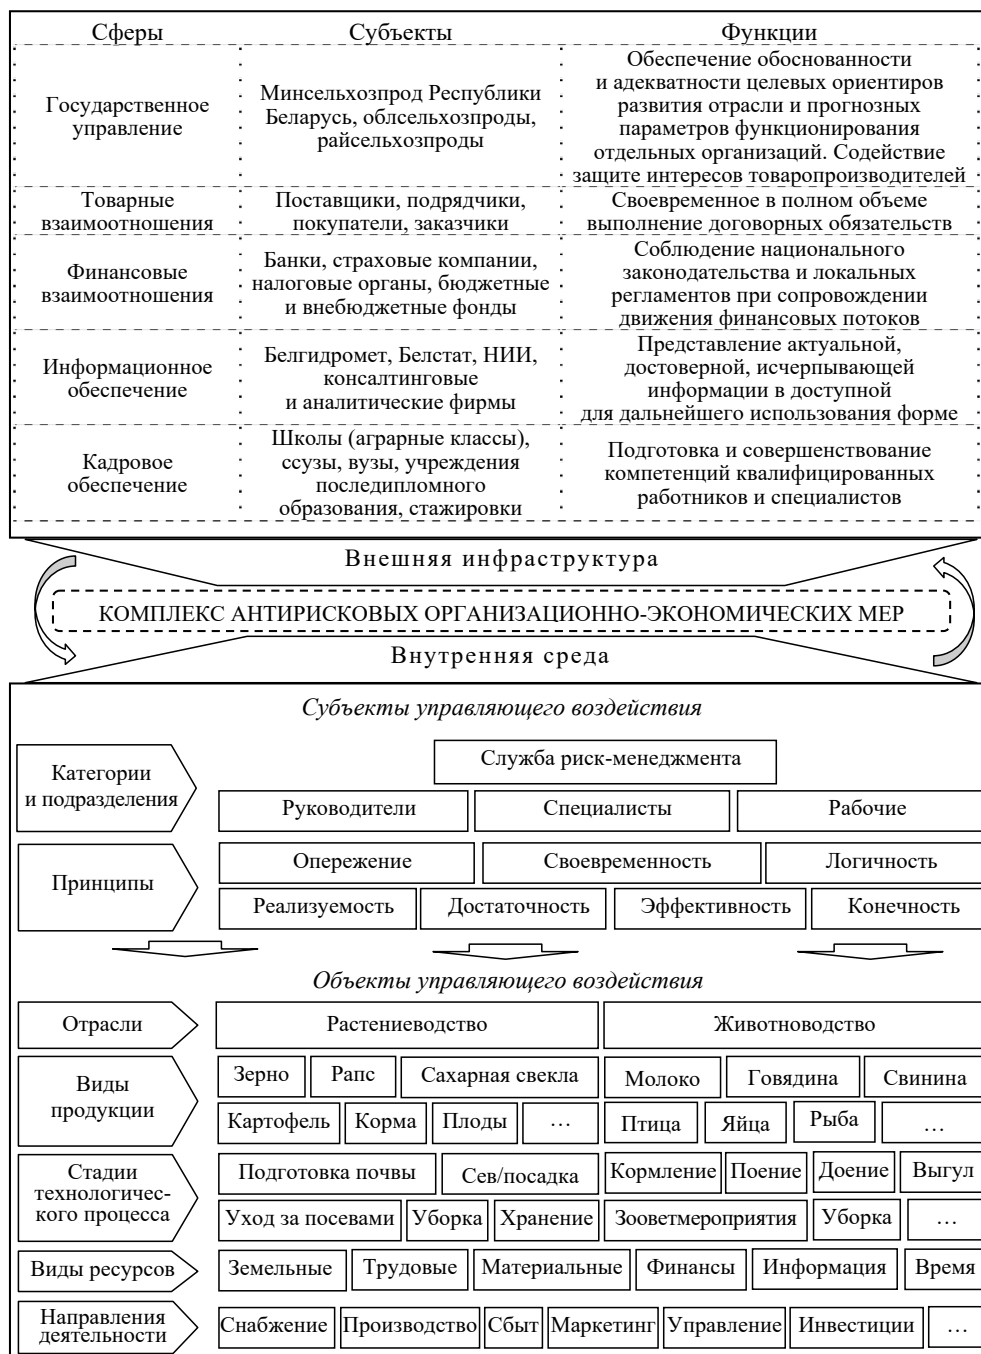 Сферы Субъекты Функции
Государственное
управление
Минсельхозпрод Республики
Беларусь, облсельхозпроды,
райсельхозпроды
Обеспечение обоснованности
и адекватности целевых ориентиров
развития отрасли и прогнозных
параметров функционирования
отдельных организаций. Содействие
защите интересов товаропроизводителей
Товарные
взаимоотношения
Поставщики, подрядчики,
покупатели, заказчики
Своевременное в полном объеме
выполнение договорных обязательств
Финансовые
взаимоотношения
Банки, страховые компании,
налоговые органы, бюджетные
и внебюджетные фонды
Соблюдение национального
законодательства и локальных
регламентов при сопровождении
движения финансовых потоков
Информационное
обеспечение
Белгидромет, Белстат, НИИ,
консалтинговые
и аналитические фирмы
Представление актуальной,
достоверной, исчерпывающей
информации в доступной
для дальнейшего использования форме
Кадровое
обеспечение
Школы (аграрные классы),
ссузы, вузы, учреждения
последипломного
образования, стажировки
Подготовка и совершенствование
компетенций квалифицированных
работников и специалистов
Внешняя инфраструктура
КОМПЛЕКС АНТИРИСКОВЫХ ОРГАНИЗАЦИОННО-ЭКОНОМИЧЕСКИХ МЕР
Внутренняя среда
Субъекты управляющего воздействия
Категории
и подразделения
Служба риск-менеджмента
Руководители Специалисты Рабочие
Принципы
Опережение Своевременность Логичность
Реализуемость Достаточность Эффективность Конечность
Объекты управляющего воздействия
Отрасли
Растениеводство Животноводство
Виды
продукции
Зерно Рапс Сахарная свекла Молоко Говядина Свинина
Картофель Корма Плоды … Птица Яйца Рыба …
Стадии
технологичес-
кого процесса
Подготовка почвы Сев/посадка Кормление Поение Доение Выгул
Уход за посевами Уборка Хранение Зооветмероприятия Уборка …
Виды ресурсов
Земельные Трудовые Материальные Финансы Информация Время
Направления
деятельности
Снабжение Производство Сбыт Маркетинг Управление Инвестиции …